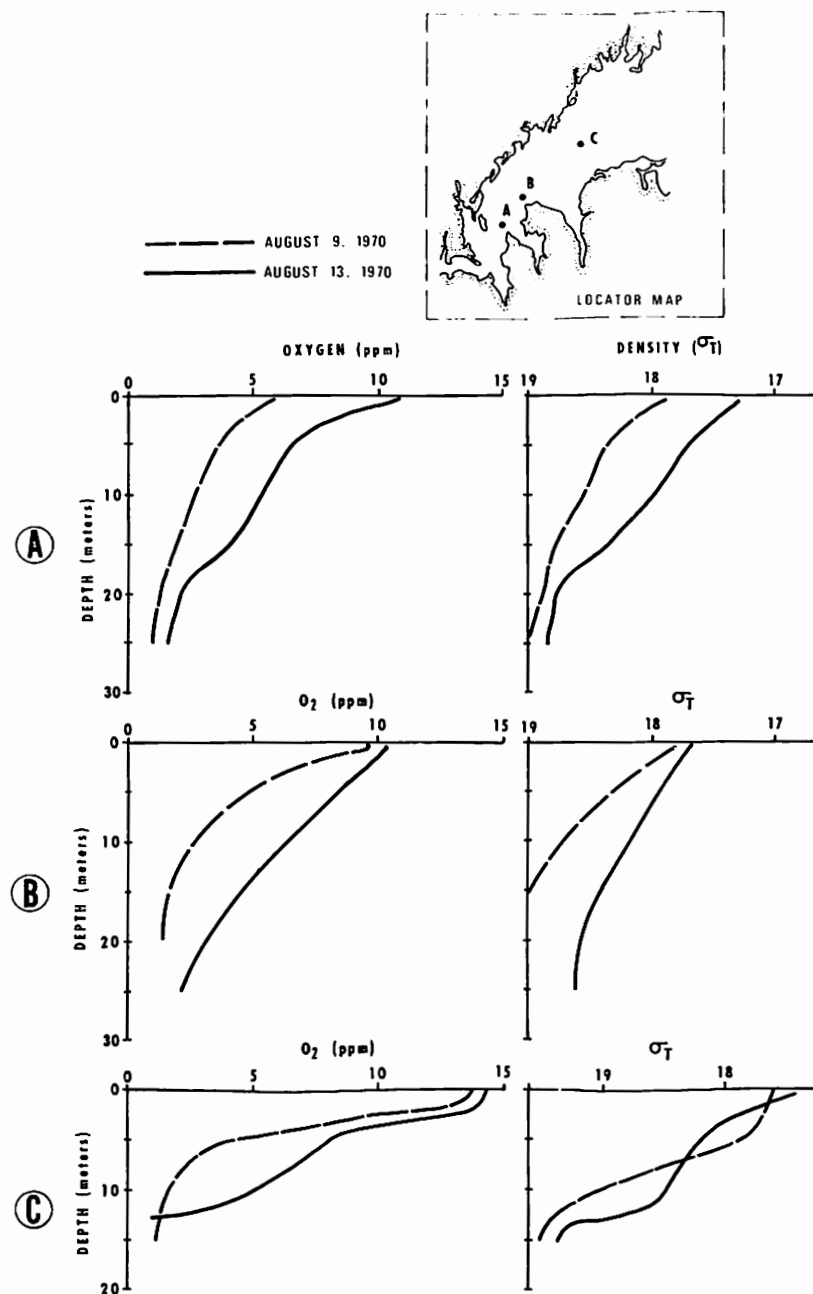 C
B
A
AUGUST 9. 1970
AUGUST 13. 1970
LOCATOR MAP
OXYGEN (ppm)
DENSITY (σT)
0 5 10 15
19 18 17
0
10
20
30
DEPTH (meters)
A
O2 (ppm)
σT
0 5 10 15
19 18 17
0
10
20
30
DEPTH (meters)
B
O2 (ppm)
σT
0 5 10 15
19 18
0
10
20
DEPTH (meters)
C